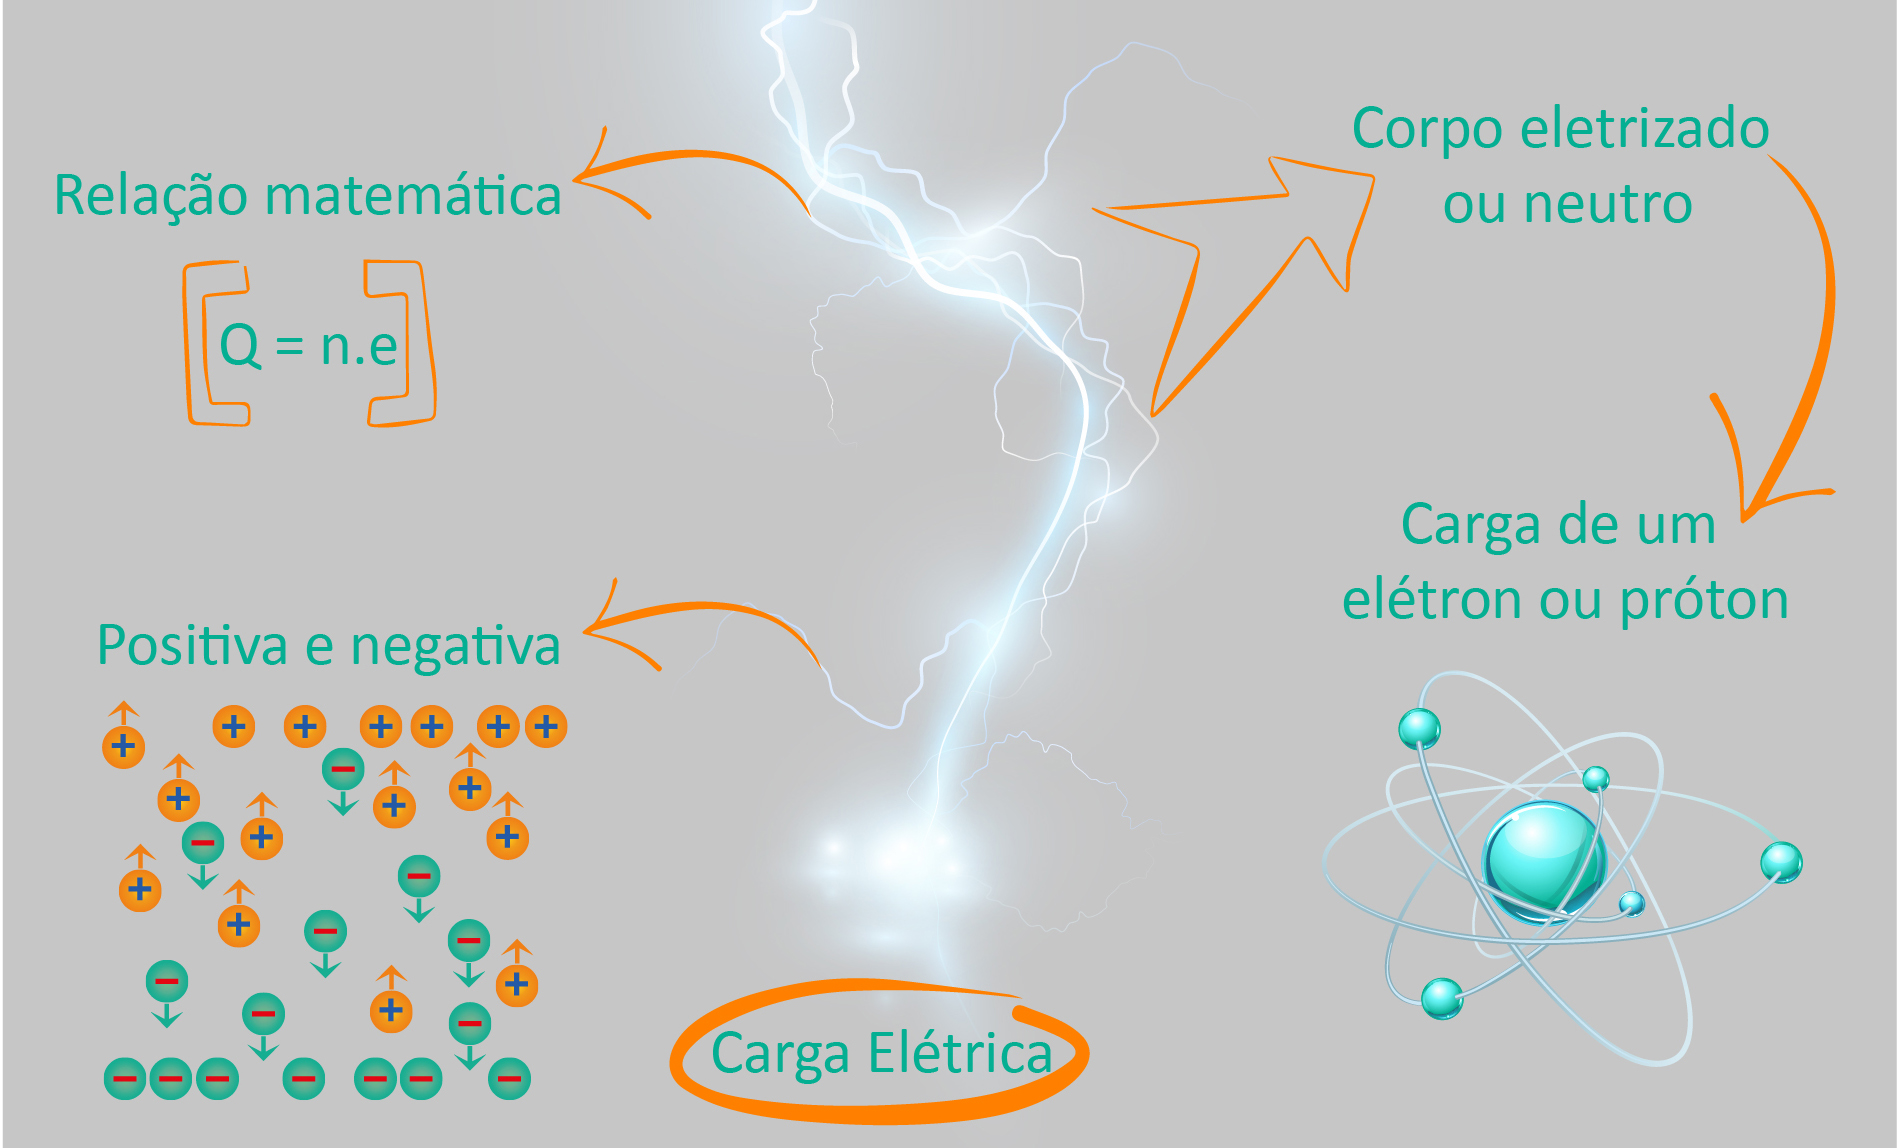 Relação matemática
Q = n.e
Corpo eletrizado
ou neutro
Carga de um
elétron ou próton
Positiva e negativa
Carga Elétrica